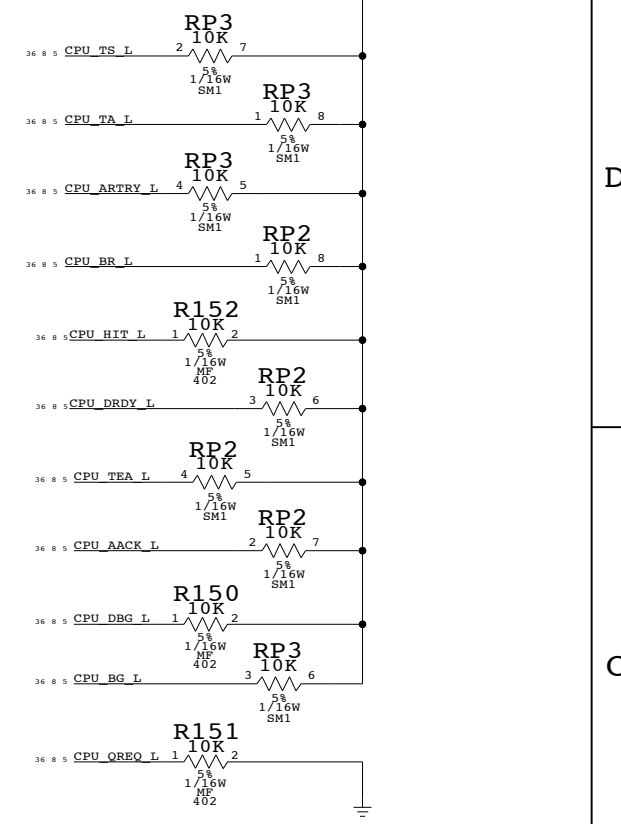 RP3
10K
36 8 5 CPU_TS_L 2 7
5%
1/16W
SM1
RP3
10K
36 8 5 CPU_TA_L 1 8
5%
1/16W
SM1
RP3
10K
36 8 5 CPU_ARTRY_L 4 5
5%
1/16W
SM1
D
RP2
10K
36 8 5 CPU_BR_L 1 8
5%
1/16W
SM1
R152
10K
36 8 5 CPU_HIT_L 1 2
5%
1/16W
MF
402
RP2
10K
36 8 5 CPU_DRDY_L 3 6
5%
1/16W
SM1
RP2
10K
36 8 5 CPU_TEA_L 4 5
5%
1/16W
SM1
RP2
10K
36 8 5 CPU_AACK_L 2 7
5%
1/16W
SM1
R150
10K
36 8 5 CPU_DBG_L 1 2
5%
1/16W
MF
402
RP3
10K
36 8 5 CPU_BG_L 3 6
5%
1/16W
SM1
C
R151
10K
36 8 5 CPU_QREQ_L 1 2
5%
1/16W
MF
402